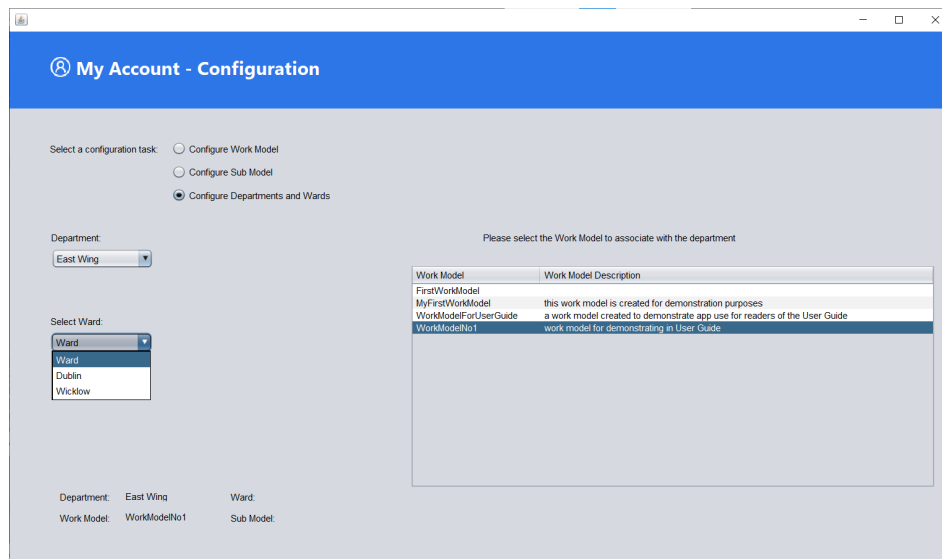 My Account - Configuration
Select a configuration task: Configure Work Model
Configure Sub Model
Configure Departments and Wards
Department:
East Wing
Please select the Work Model to associate with the department
Work Model Work Model Description
FirstWorkModel
MyFirstWorkModel this work model is created for demonstration purposes
WorkModelForUserGuide a work model created to demonstrate app use for readers of the User Guide
WorkModelNo1 work model for demonstrating in User Guide
Select Ward:
Ward
Ward
Dublin
Wicklow
Department: East Wing Ward:
Work Model: WorkModelNo1 Sub Model: